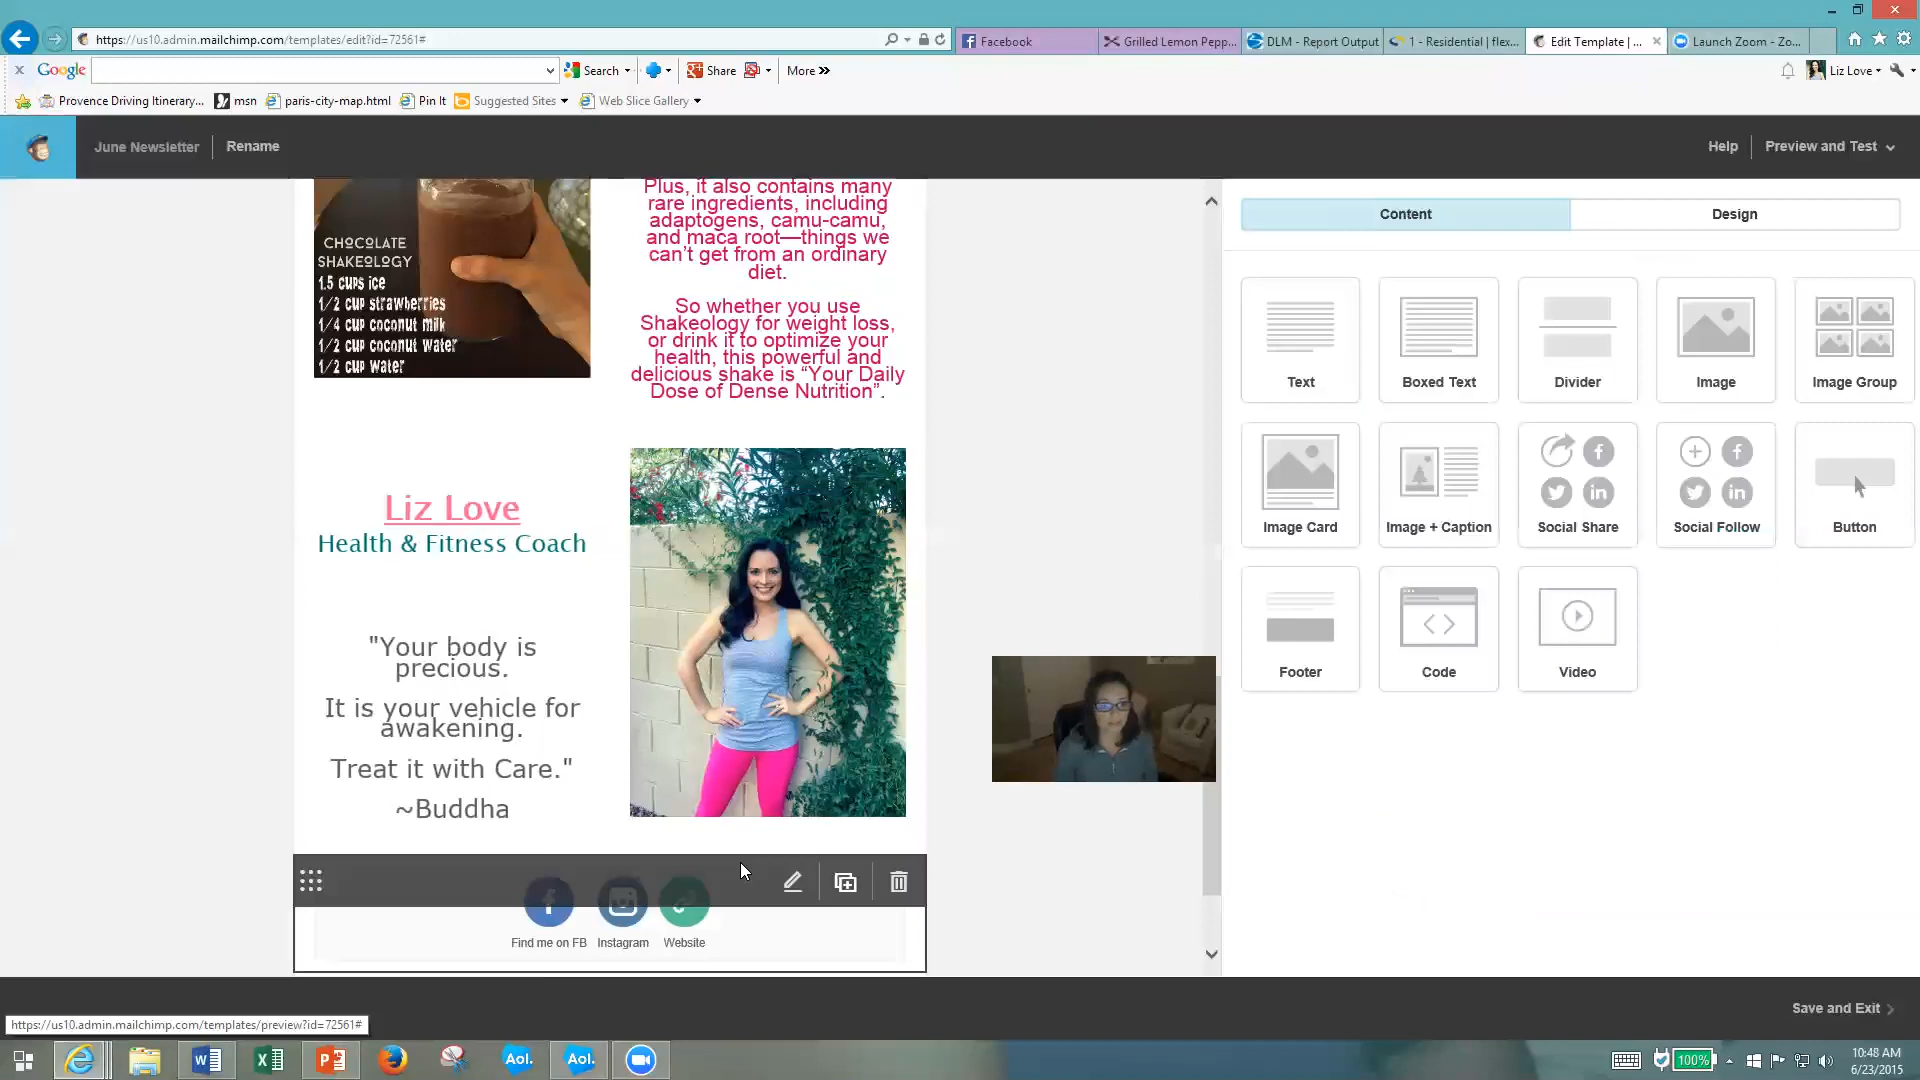 https://us10.admin.mailchimp.com/templates/edit?id=72561#
Facebook
Grilled Lemon Pepp...
DLM - Report Output
1 - Residential | flex...
Edit Template | ...
Launch Zoom - Zo...
Google
Search
Share
More »
Liz Love
Provence Driving Itinerary...
msn
paris-city-map.html
Pin It
Suggested Sites
Web Slice Gallery
June Newsletter
Rename
Help
Preview and Test
CHOCOLATE
SHAKEOLOGY
1.5 cups ice
1/2 cup strawberries
1/4 cup coconut milk
1/2 cup coconut water
1/2 cup water
Plus, it also contains many
rare ingredients, including
adaptogens, camu-camu,
and maca root—things we
can't get from an ordinary
diet.
So whether you use
Shakeology for weight loss,
or drink it to optimize your
health, this powerful and
delicious shake is “Your Daily
Dose of Dense Nutrition”.
Liz Love
Health & Fitness Coach
"Your body is
precious.
It is your vehicle for
awakening.
Treat it with Care."
~Buddha
Find me on FB
Instagram
Website
Content
Design
Text
Boxed Text
Divider
Image
Image Group
Image Card
Image + Caption
Social Share
Social Follow
Button
Footer
Code
Video
Save and Exit
https://us10.admin.mailchimp.com/templates/preview?id=72561#
Aol.
Aol.
100%
10:48 AM
6/23/2015